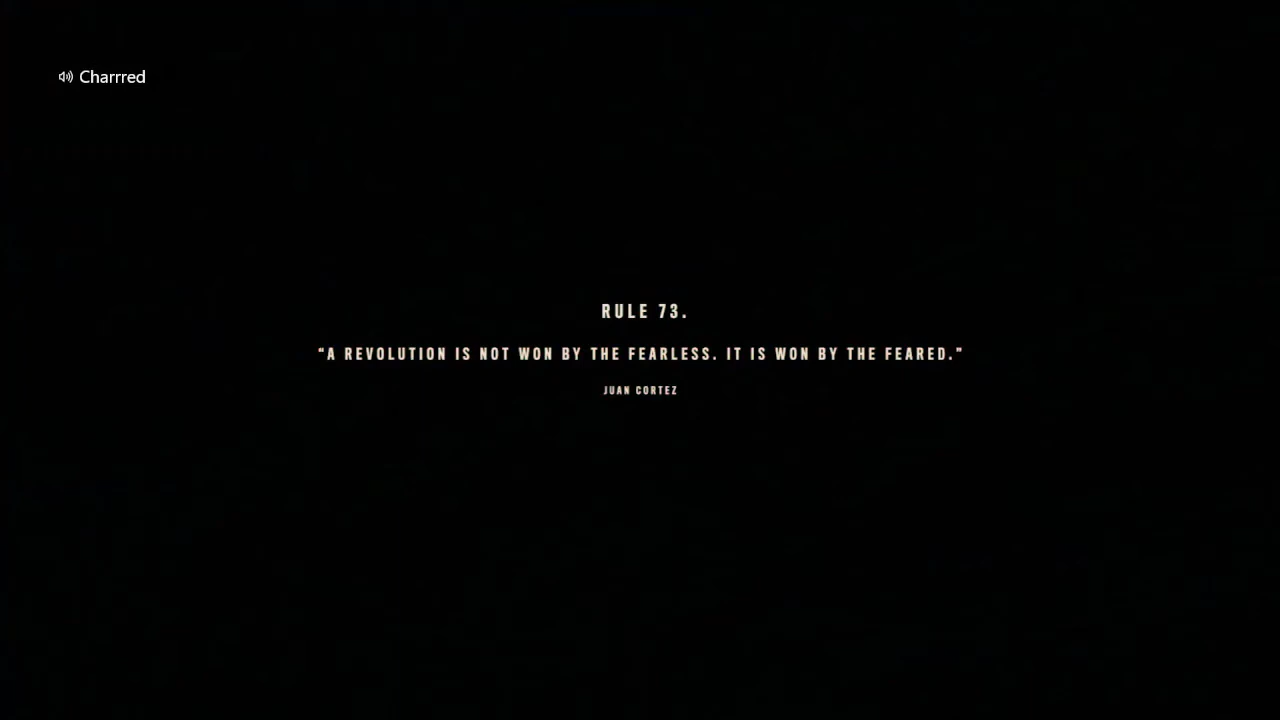 Charrred
RULE 73.
“A REVOLUTION IS NOT WON BY THE FEARLESS. IT IS WON BY THE FEARED.”
JUAN CORTEZ